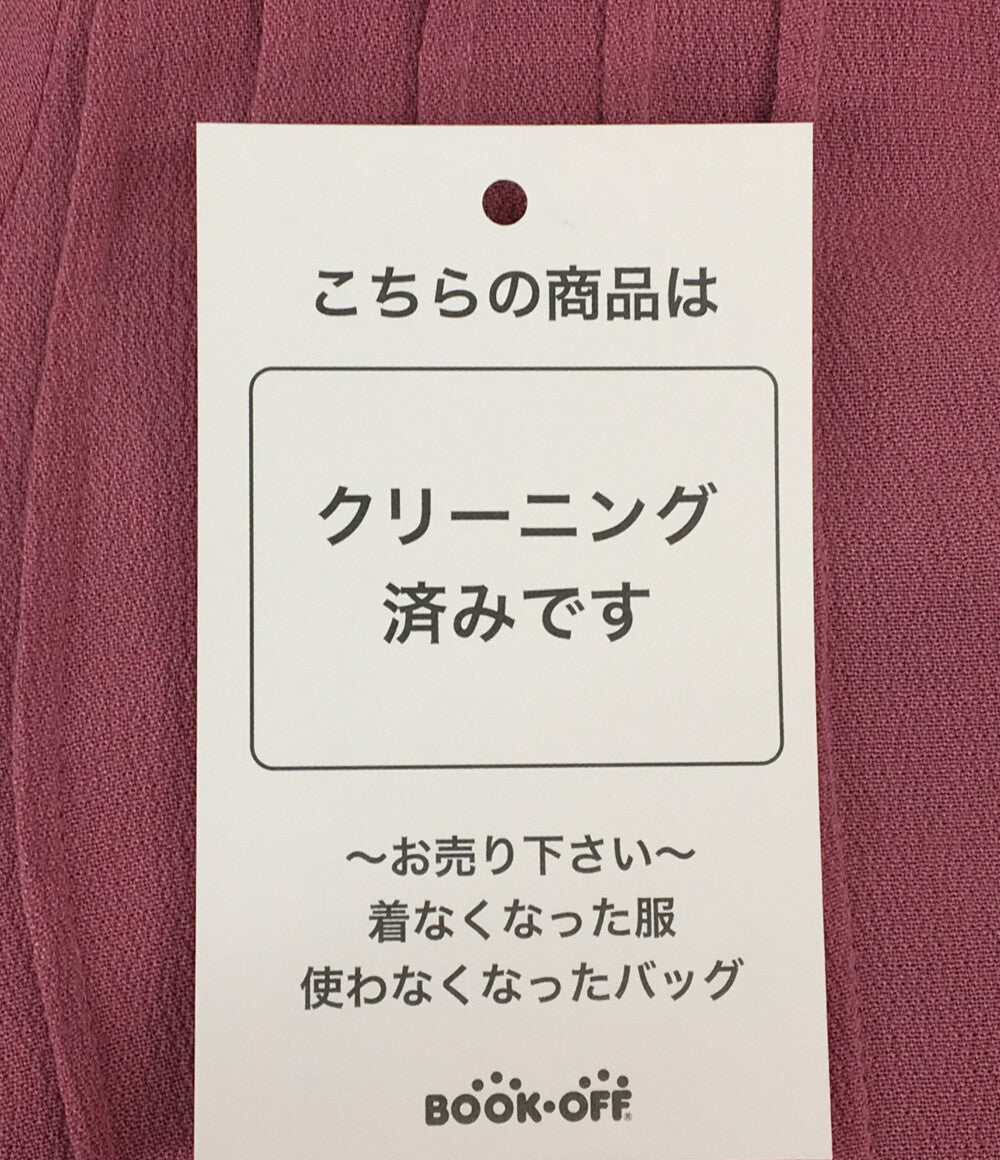 こちらの商品は
クリーニング
済みです
～お売り下さい～
着なくなった服
使わなくなったバッグ
BOOK・OFF®